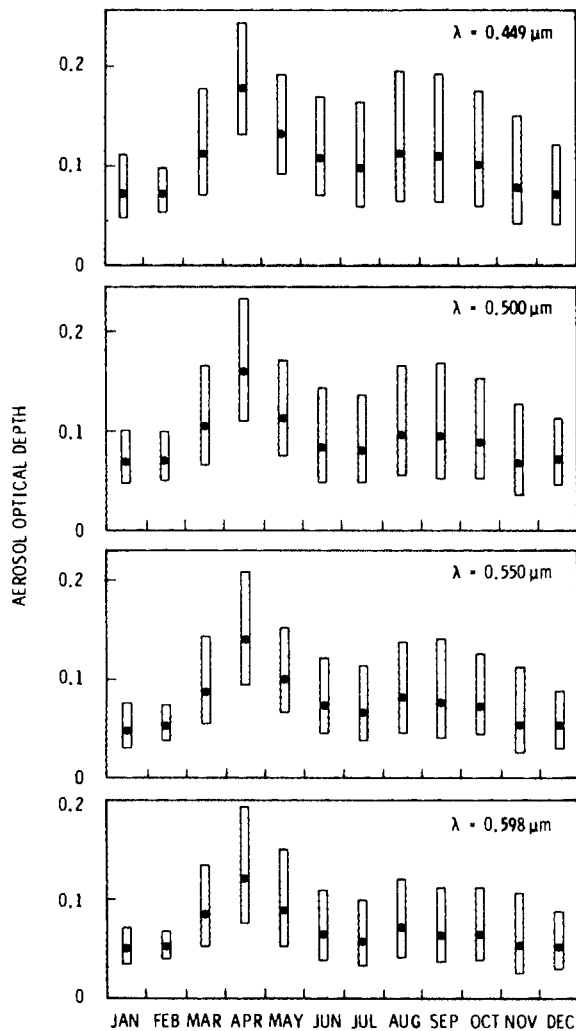 λ = 0.449 μm
0.2
0.1
0
λ = 0.500 μm
0.2
0.1
0
λ = 0.550 μm
0.2
0.1
0
λ = 0.598 μm
0.2
0.1
0
AEROSOL OPTICAL DEPTH
JAN FEB MAR APR MAY JUN JUL AUG SEP OCT NOV DEC